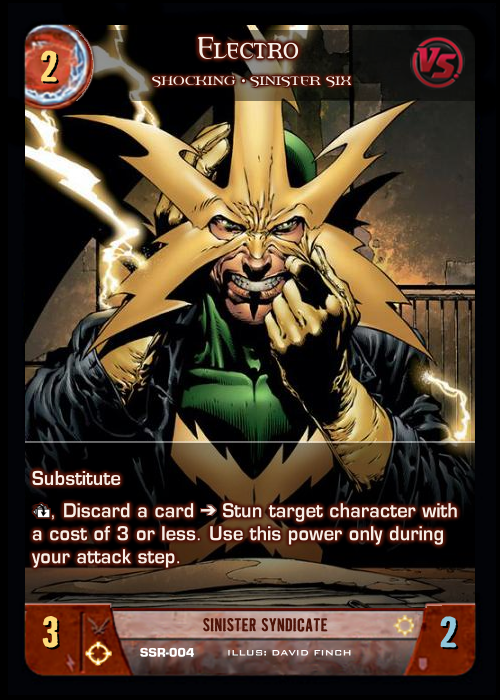 2
Electro
VS
Shocking • Sinister Six
Substitute
, Discard a card ➔ Stun target character with
a cost of 3 or less. Use this power only during
your attack step.
3
SINISTER SYNDICATE
2
SSR-004 ILLUS: DAVID FINCH